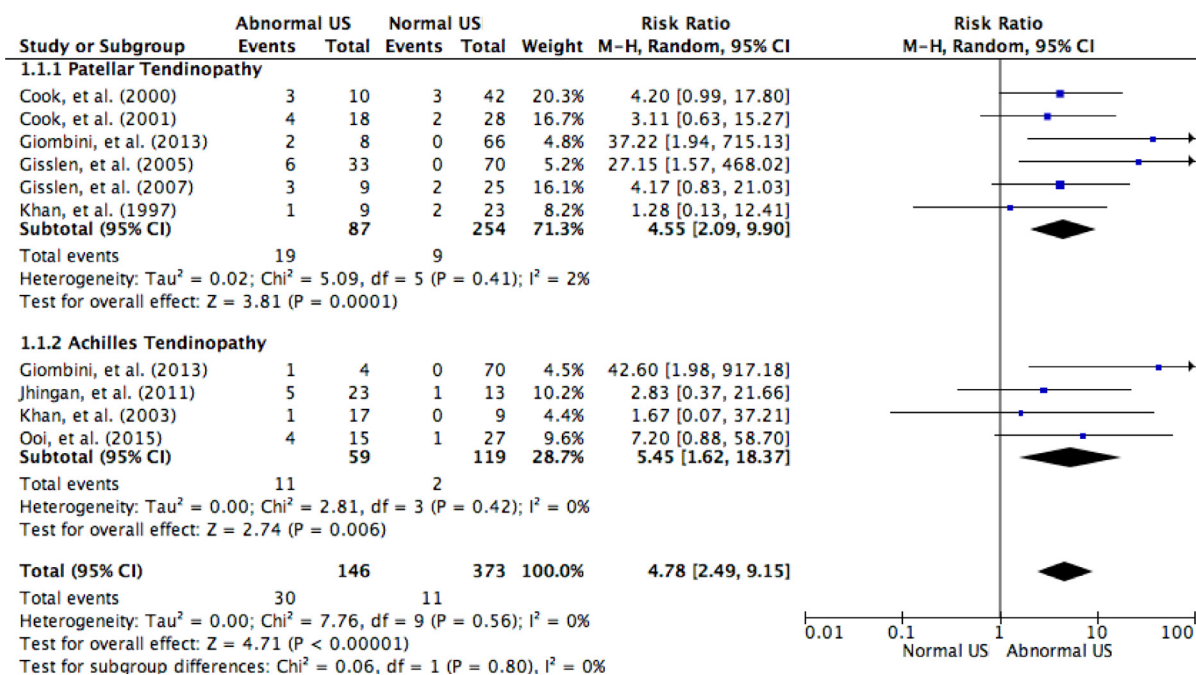 Abnormal US Normal US Risk Ratio Risk Ratio
Study or Subgroup Events Total Events Total Weight M-H, Random, 95% CI M-H, Random, 95% CI
1.1.1 Patellar Tendinopathy
Cook, et al. (2000) 3 10 3 42 20.3% 4.20 [0.99, 17.80]
Cook, et al. (2001) 4 18 2 28 16.7% 3.11 [0.63, 15.27]
Giombini, et al. (2013) 2 8 0 66 4.8% 37.22 [1.94, 715.13]
Gisslen, et al. (2005) 6 33 0 70 5.2% 27.15 [1.57, 468.02]
Gisslen, et al. (2007) 3 9 2 25 16.1% 4.17 [0.83, 21.03]
Khan, et al. (1997) 1 9 2 23 8.2% 1.28 [0.13, 12.41]
Subtotal (95% CI) 87 254 71.3% 4.55 [2.09, 9.90]
Total events 19 9
Heterogeneity: Tau² = 0.02; Chi² = 5.09, df = 5 (P = 0.41); I² = 2%
Test for overall effect: Z = 3.81 (P = 0.0001)
1.1.2 Achilles Tendinopathy
Giombini, et al. (2013) 1 4 0 70 4.5% 42.60 [1.98, 917.18]
Jhingan, et al. (2011) 5 23 1 13 10.2% 2.83 [0.37, 21.66]
Khan, et al. (2003) 1 17 0 9 4.4% 1.67 [0.07, 37.21]
Ooi, et al. (2015) 4 15 1 27 9.6% 7.20 [0.88, 58.70]
Subtotal (95% CI) 59 119 28.7% 5.45 [1.62, 18.37]
Total events 11 2
Heterogeneity: Tau² = 0.00; Chi² = 2.81, df = 3 (P = 0.42); I² = 0%
Test for overall effect: Z = 2.74 (P = 0.006)
Total (95% CI) 146 373 100.0% 4.78 [2.49, 9.15]
Total events 30 11
Heterogeneity: Tau² = 0.00; Chi² = 7.76, df = 9 (P = 0.56); I² = 0%
Test for overall effect: Z = 4.71 (P < 0.00001)
Test for subgroup differences: Chi² = 0.06, df = 1 (P = 0.80), I² = 0%
0.01 0.1 1 10 100
Normal US Abnormal US